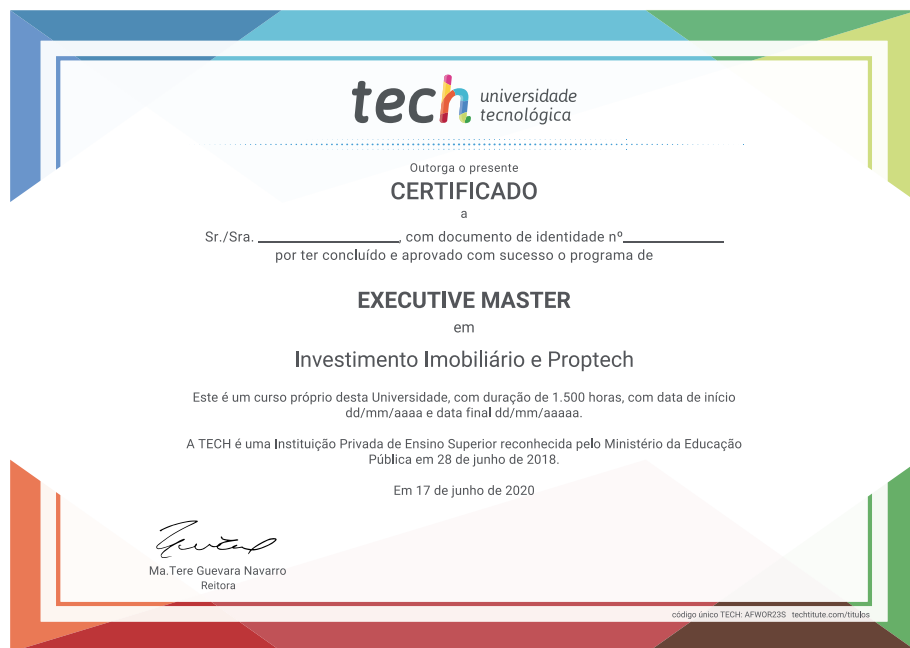 tech universidade
tecnológica
Outorga o presente
CERTIFICADO
a
Sr./Sra. ____________________, com documento de identidade nº______________
por ter concluído e aprovado com sucesso o programa de
EXECUTIVE MASTER
em
Investimento Imobiliário e Proptech
Este é um curso próprio desta Universidade, com duração de 1.500 horas, com data de início
dd/mm/aaaa e data final dd/mm/aaaaa.
A TECH é uma Instituição Privada de Ensino Superior reconhecida pelo Ministério da Educação
Pública em 28 de junho de 2018.
Em 17 de junho de 2020
Ma.Tere Guevara Navarro
Reitora
código único TECH: AFWOR23S techtitute.com/titulos